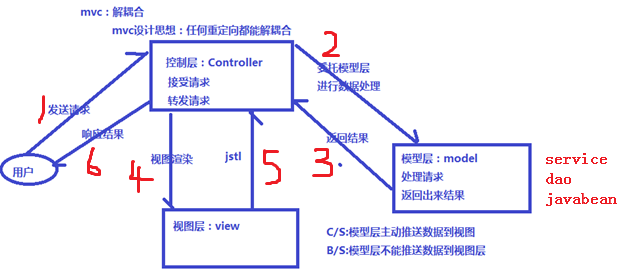 mvc：解耦合
mvc设计思想：任何重定向都能解耦合
控制层：Controller
接受请求
转发请求
1
发送请求
响应结果
6
用户
2
委托模型层
进行数据处理
返回结果
3.
视图渲染
4
jstl
5
模型层：model
处理请求
返回出来结果
service
dao
javabean
视图层：view
C/S:模型层主动推送数据到视图
B/S:模型层不能推送数据到视图层